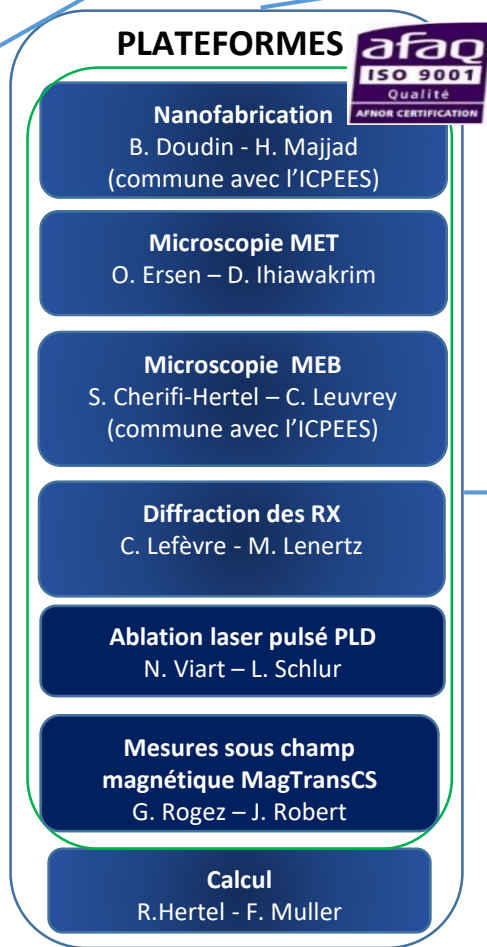 PLATEFORMES
afaq
ISO 9001
Qualité
AFNOR CERTIFICATION
Nanofabrication
B. Doudin - H. Majjad
(commune avec l'ICPEES)
Microscopie MET
O. Ersen – D. Ihiawakrim
Microscopie MEB
S. Cherifi-Hertel – C. Leuvrey
(commune avec l'ICPEES)
Diffraction des RX
C. Lefèvre - M. Lenertz
Ablation laser pulsé PLD
N. Viart – L. Schlur
Mesures sous champ
magnétique MagTransCS
G. Rogez – J. Robert
Calcul
R.Hertel - F. Muller